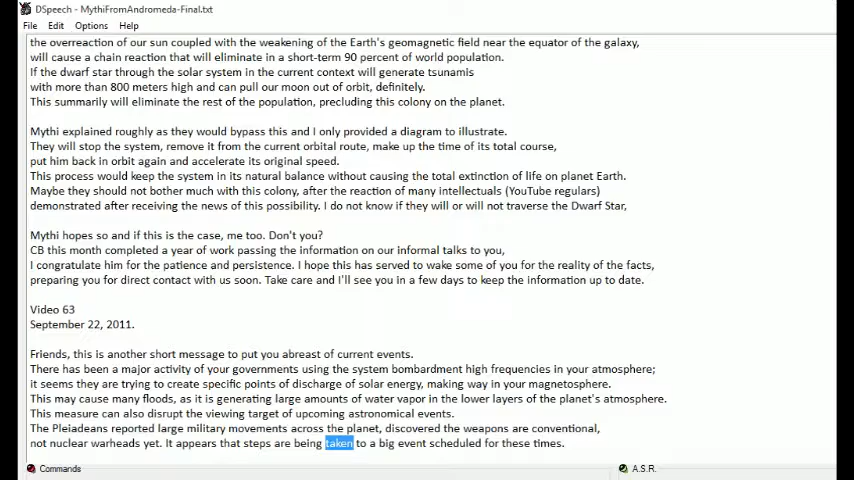 DSpeech - MythiFromAndromeda-Final.txt
File Edit Options Help
the overreaction of our sun coupled with the weakening of the Earth's geomagnetic field near the equator of the galaxy,
will cause a chain reaction that will eliminate in a short-term 90 percent of world population.
If the dwarf star through the solar system in the current context will generate tsunamis
with more than 800 meters high and can pull our moon out of orbit, definitely.
This summarily will eliminate the rest of the population, precluding this colony on the planet.
Mythi explained roughly as they would bypass this and I only provided a diagram to illustrate.
They will stop the system, remove it from the current orbital route, make up the time of its total course,
put him back in orbit again and accelerate its original speed.
This process would keep the system in its natural balance without causing the total extinction of life on planet Earth.
Maybe they should not bother much with this colony, after the reaction of many intellectuals (YouTube regulars)
demonstrated after receiving the news of this possibility. I do not know if they will or will not traverse the Dwarf Star,
Mythi hopes so and if this is the case, me too. Don't you?
CB this month completed a year of work passing the information on our informal talks to you,
I congratulate him for the patience and persistence. I hope this has served to wake some of you for the reality of the facts,
preparing you for direct contact with us soon. Take care and I'll see you in a few days to keep the information up to date.
Video 63
September 22, 2011.
Friends, this is another short message to put you abreast of current events.
There has been a major activity of your governments using the system bombardment high frequencies in your atmosphere;
it seems they are trying to create specific points of discharge of solar energy, making way in your magnetosphere.
This may cause many floods, as it is generating large amounts of water vapor in the lower layers of the planet's atmosphere.
This measure can also disrupt the viewing target of upcoming astronomical events.
The Pleiadeans reported large military movements across the planet, discovered the weapons are conventional,
not nuclear warheads yet. It appears that steps are being taken to a big event scheduled for these times.
Commands A.S.R.